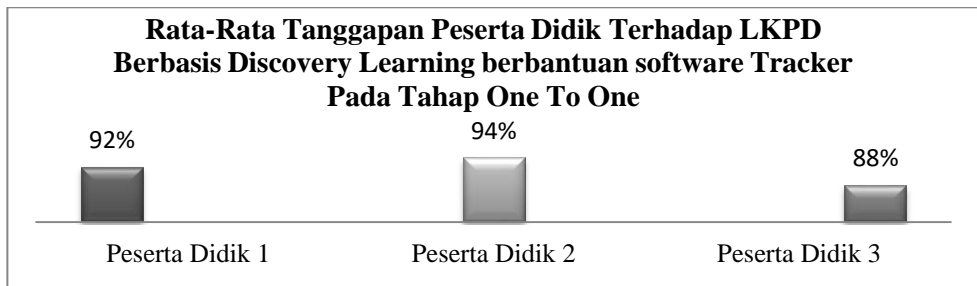 Rata-Rata Tanggapan Peserta Didik Terhadap LKPD
Berbasis Discovery Learning berbantuan software Tracker
Pada Tahap One To One
92%
94%
88%
Peserta Didik 1
Peserta Didik 2
Peserta Didik 3